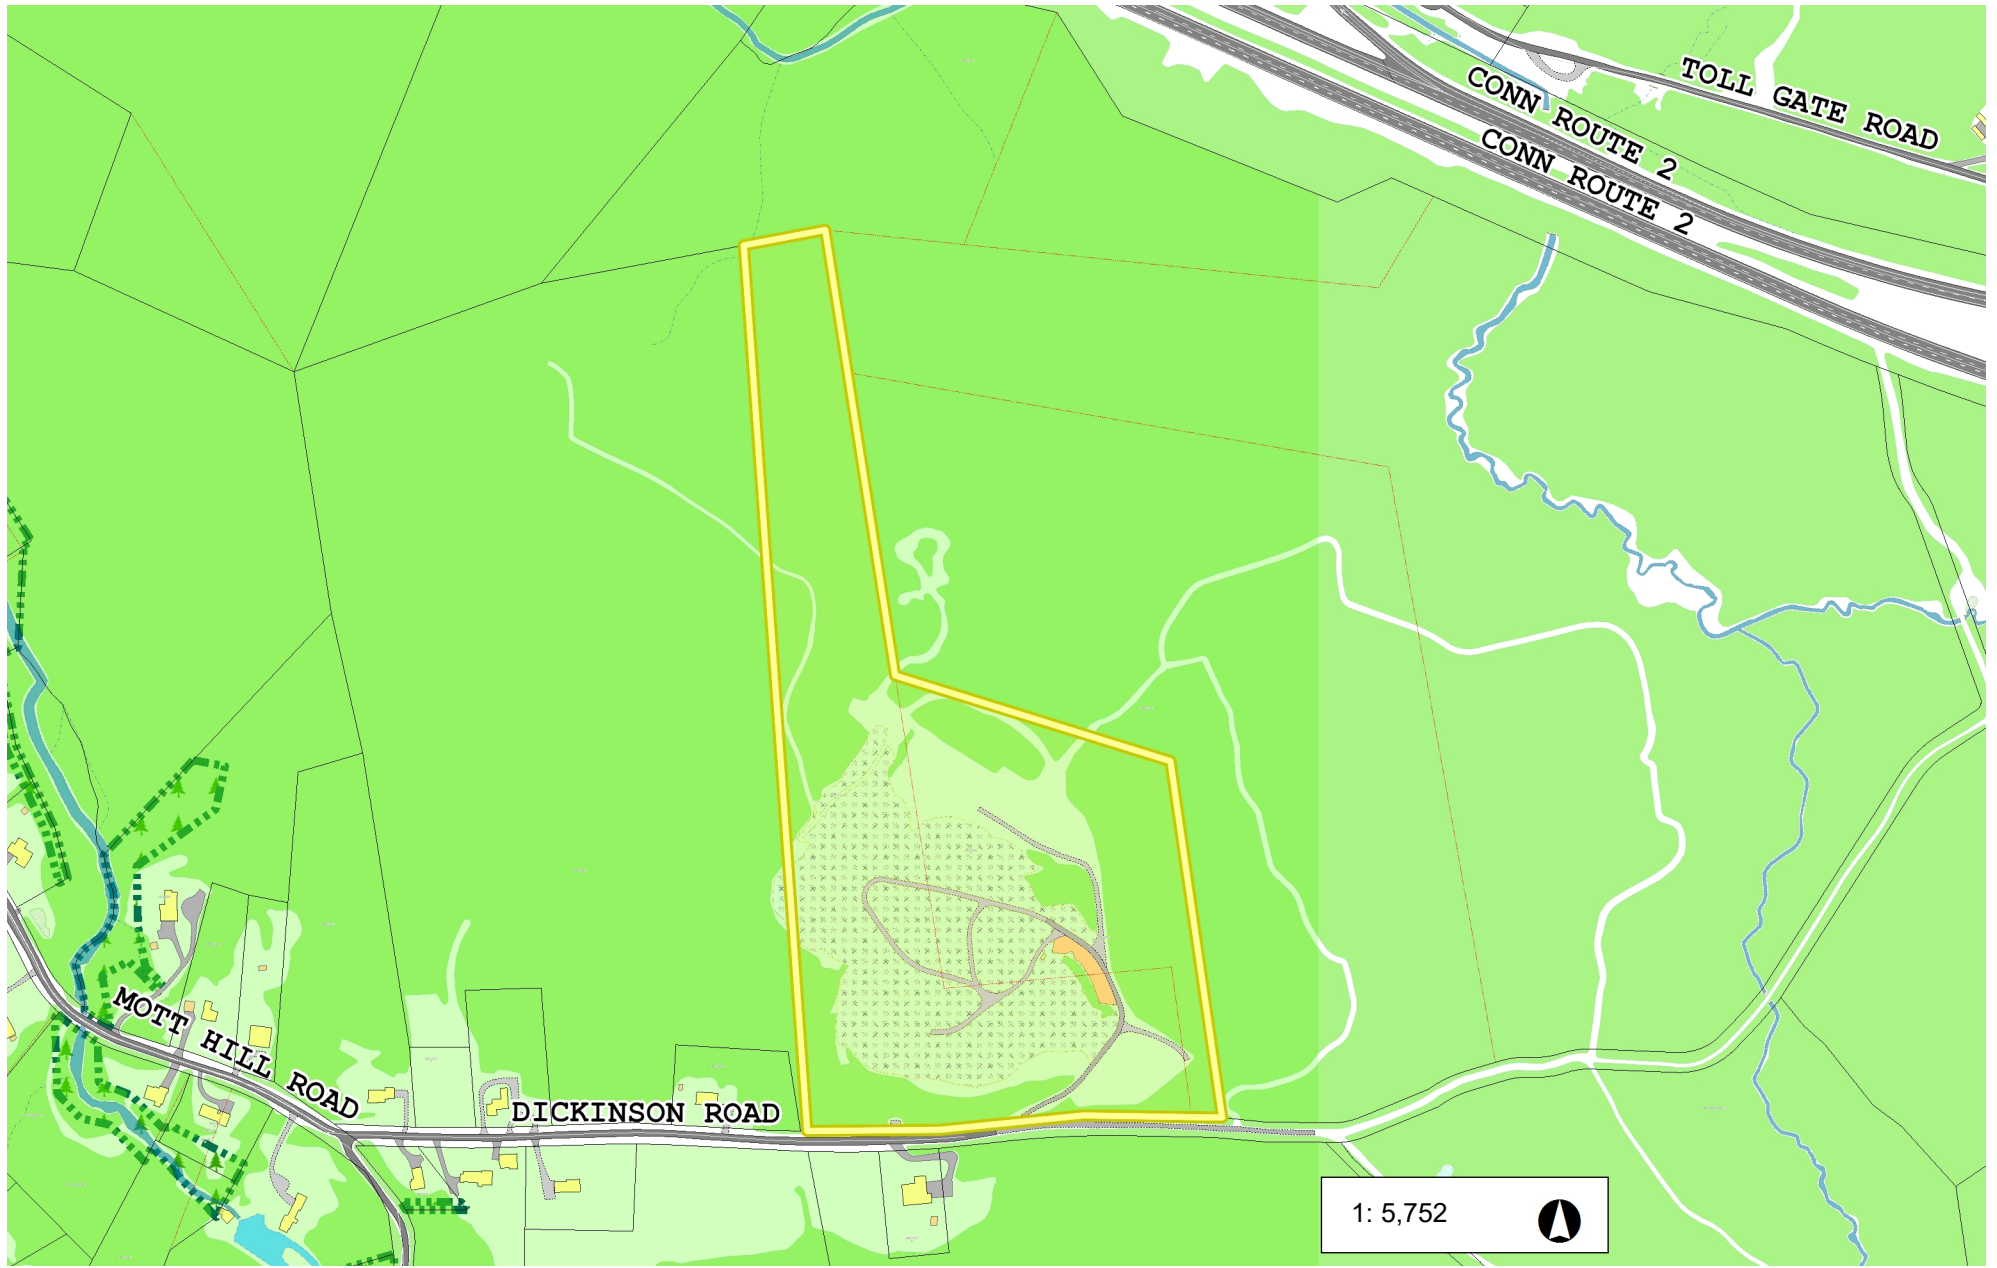 TOLL GATE ROAD
CONN ROUTE 2
CONN ROUTE 2
MOTT HILL ROAD
DICKINSON ROAD
1: 5,752